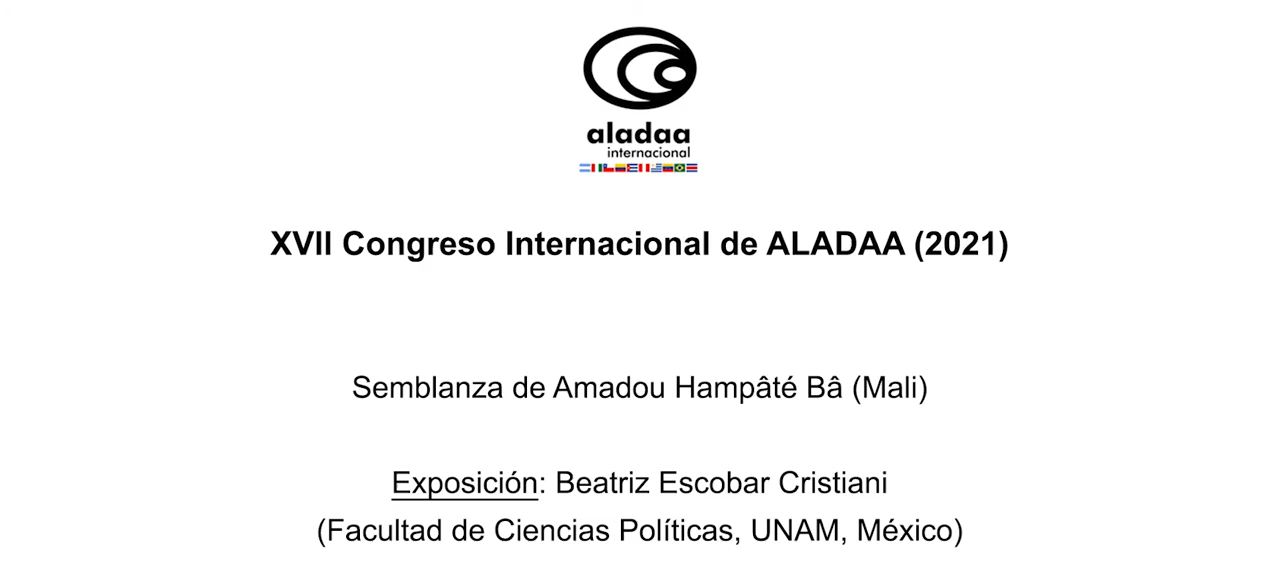 aladaa
internacional
XVII Congreso Internacional de ALADAA (2021)
Semblanza de Amadou Hampâté Bâ (Mali)
Exposición: Beatriz Escobar Cristiani
(Facultad de Ciencias Políticas, UNAM, México)